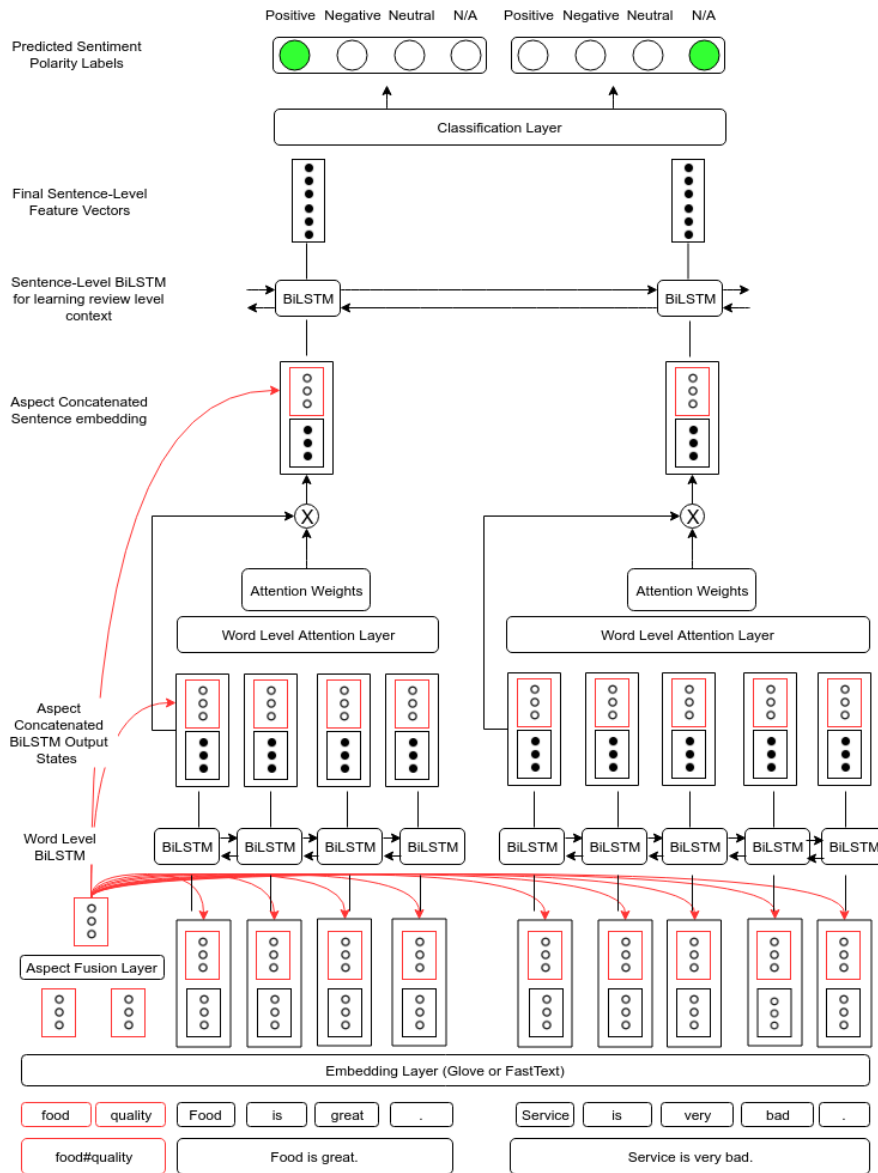 Positive Negative Neutral N/A Positive Negative Neutral N/A
Predicted Sentiment
Polarity Labels
Classification Layer
Final Sentence-Level
Feature Vectors
Sentence-Level BiLSTM
for learning review level
context
BiLSTM BiLSTM
Aspect Concatenated
Sentence embedding
X X
Attention Weights Attention Weights
Word Level Attention Layer Word Level Attention Layer
Aspect
Concatenated
BiLSTM Output
States
Word Level
BiLSTM
BiLSTM BiLSTM BiLSTM BiLSTM BiLSTM BiLSTM BiLSTM BiLSTM BiLSTM
Aspect Fusion Layer
Embedding Layer (Glove or FastText)
food quality Food is great . Service is very bad .
food#quality Food is great. Service is very bad.